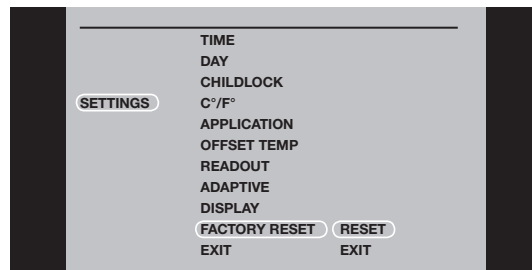 TIME
DAY
CHILDLOCK
SETTINGS C°/F°
APPLICATION
OFFSET TEMP
READOUT
ADAPTIVE
DISPLAY
FACTORY RESET RESET
EXIT EXIT